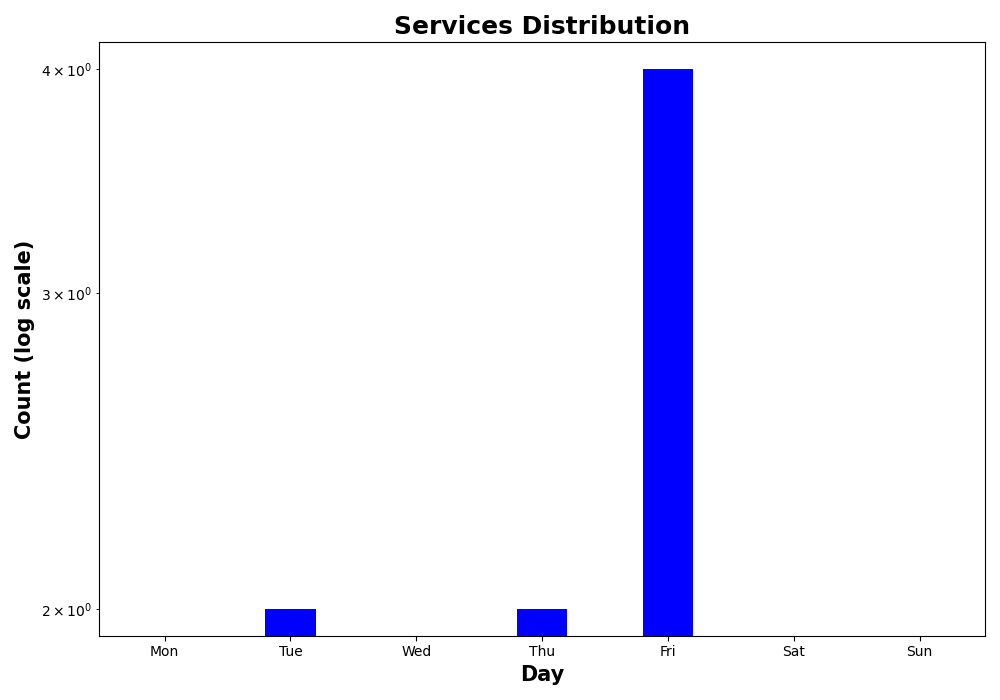 Services Distribution
Count (log scale)
4 × 10⁰
3 × 10⁰
2 × 10⁰
Mon Tue Wed Thu Fri Sat Sun
Day